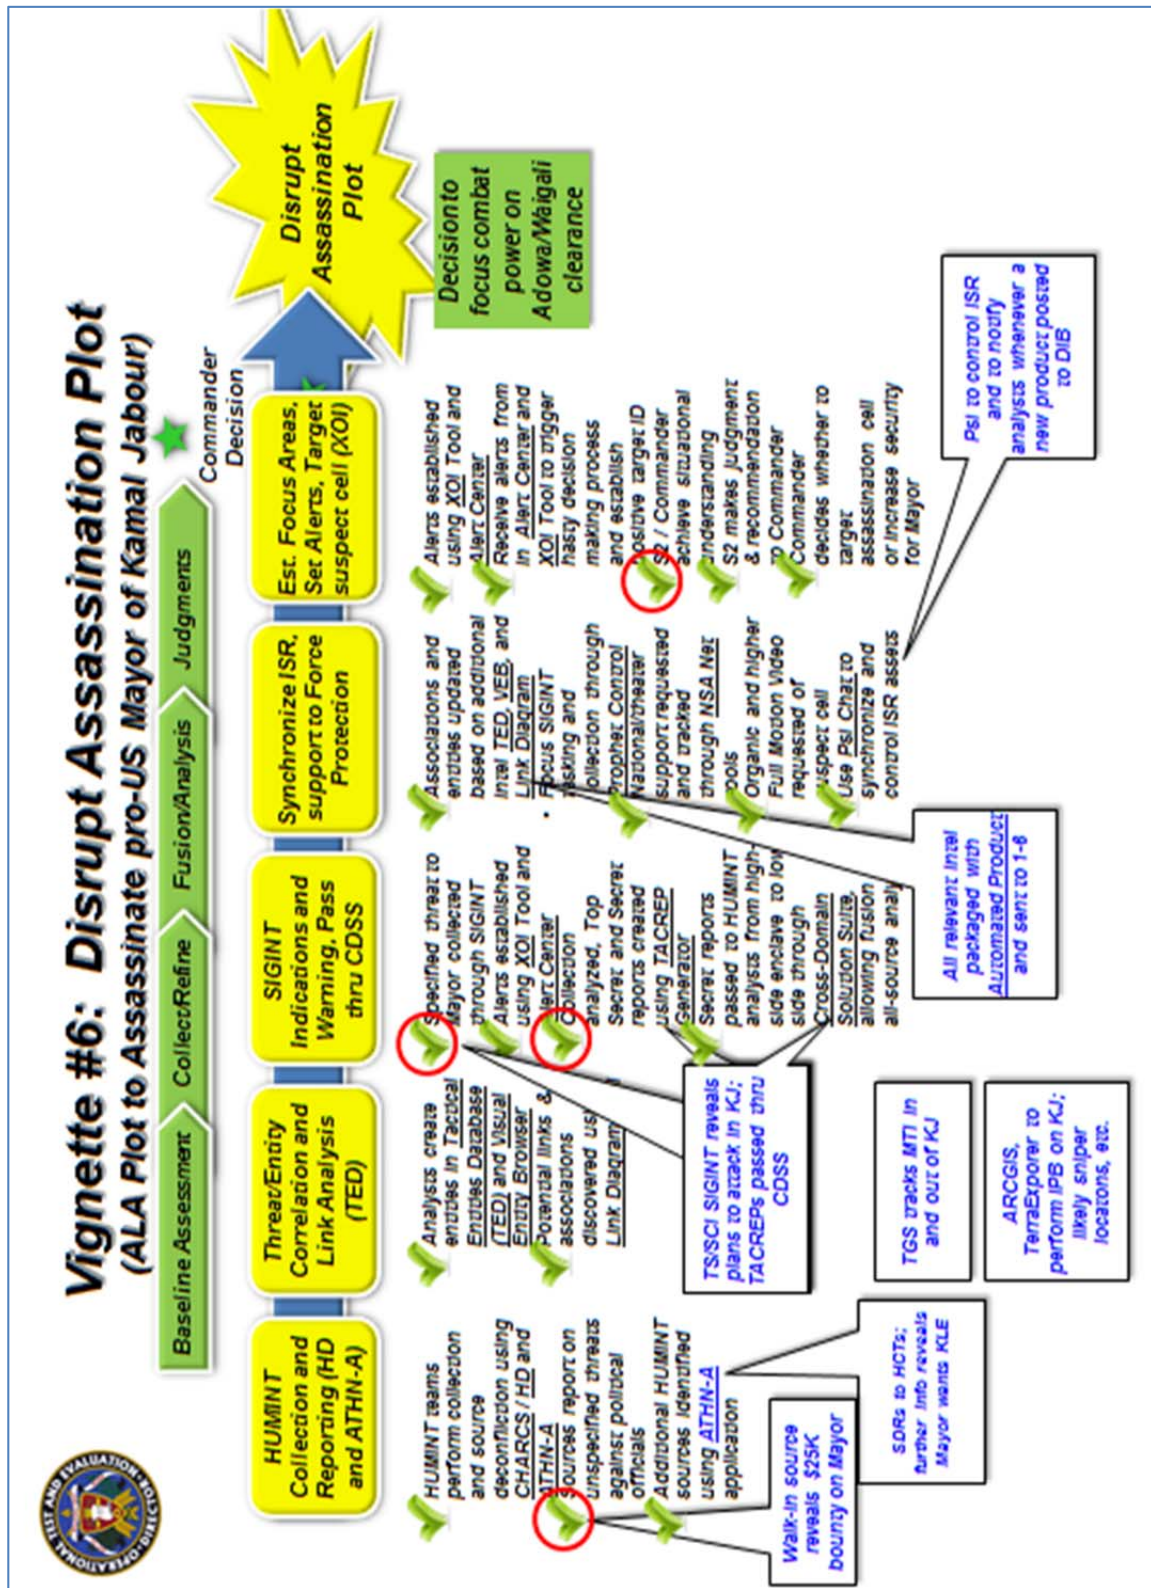 Vignette #6: Disrupt Assassination Plot
(ALA Plot to Assassinate pro-US Mayor of Kamal Jabour)
Baseline Assessment
Collect/Refine
Fusion/Analysis
Judgments
Commander
Decision
HUMINT
Collection and
Reporting (HD
and ATHN-A)
Threat/Entity
Correlation and
Link Analysis
(TED)
SIGINT
Indications and
Warning, Pass
thru CDSS
Synchronize ISR,
support to Force
Protection
Est. Focus Areas,
Set Alerts, Target
suspect cell (XOI)
Disrupt
Assassination
Plot
HUMINT teams
perform collection
and source
deconfliction using
CHARCS / HD and
ATHN-A
Sources report on
unspecified threats
against political
officials
Additional HUMINT
sources identified
using ATHN-A
application
Analysts create
entities in Tactical
Entities Database
(TED) and Visual
Entity Browser
Potential links &
associations
discovered us
Link Diagram
Specified threat to
Mayor collected
through SIGINT
Alerts established
using XOI Tool and
Alert Center
Collection
analyzed, Top
Secret and Secret
reports created
using TACREP
Generator
Secret reports
passed to HUMINT
analysts from high-
side enclave to low
side through
Cross-Domain
Solution Suite,
allowing fusion
all-source analy
Associations and
entities updated
based on additional
Intel TED, VEB, and
Link Diagram
• Focus SIGINT
tasking and
collection through
Prophet Control
National/theater
support requested
and tracked
through NSA Net
tools
Organic and higher
Full Motion Video
requested of
suspect cell
Use Psi Chat to
synchronize and
control ISR assets
Alerts established
using XOI Tool and
Alert Center
Receive alerts from
in Alert Center and
XOI Tool to trigger
hasty decision
making process
and establish
positive target ID
S2 / Commander
achieve situational
understanding
S2 makes judgment
& recommendation
to Commander
Commander
decides whether to
target
assassination cell
or increase security
for Mayor
Decision to
focus combat
power on
Adowa/Waigali
clearance
Walk-in source
reveals $25K
bounty on Mayor
SDRs to HCTs;
further info reveals
Mayor wants KLE
TS/SCI SIGINT reveals
plans to attack in KJ;
TACREPs passed thru
CDSS
TGS tracks MTI in
and out of KJ
ARCGIS,
TerraExporer to
perform IPB on KJ;
likely sniper
locatons, etc.
All relevant intel
packaged with
Automated Product
and sent to 1-6
Psi to control ISR
and to notify
analysts whenever a
new product posted
to DIB
OPERATIONAL TEST AND EVALUATION